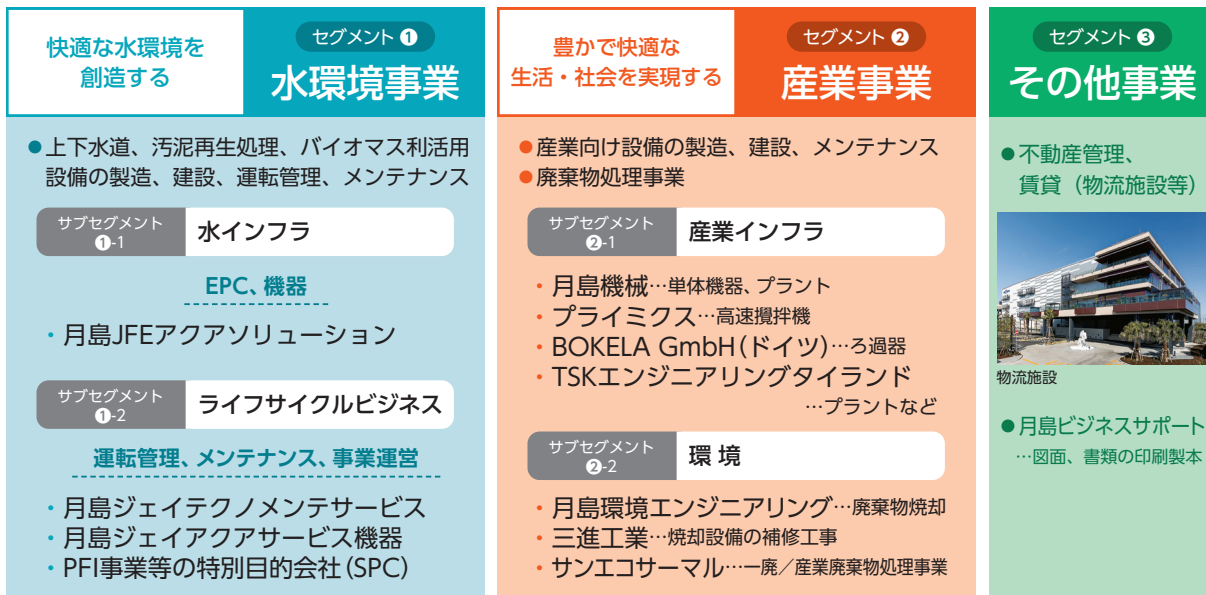 快適な水環境を
創造する
セグメント ❶
水環境事業
●上下水道、汚泥再生処理、バイオマス利活用
設備の製造、建設、運転管理、メンテナンス
サブセグメント
❶-1
水インフラ
EPC、機器
・月島JFEアクアソリューション
サブセグメント
❶-2
ライフサイクルビジネス
運転管理、メンテナンス、事業運営
・月島ジェイテクノメンテサービス
・月島ジェイアクアサービス機器
・PFI事業等の特別目的会社(SPC)
豊かで快適な
生活・社会を実現する
セグメント ❷
産業事業
●産業向け設備の製造、建設、メンテナンス
●廃棄物処理事業
サブセグメント
❷-1
産業インフラ
・月島機械…単体機器、プラント
・プライミクス…高速攪拌機
・BOKELA GmbH(ドイツ)…ろ過器
・TSKエンジニアリングタイランド
…プラントなど
サブセグメント
❷-2
環 境
・月島環境エンジニアリング…廃棄物焼却
・三進工業…焼却設備の補修工事
・サンエコサーマル…一廃／産業廃棄物処理事業
セグメント ❸
その他事業
●不動産管理、
賃貸（物流施設等）
物流施設
●月島ビジネスサポート
…図面、書類の印刷製本